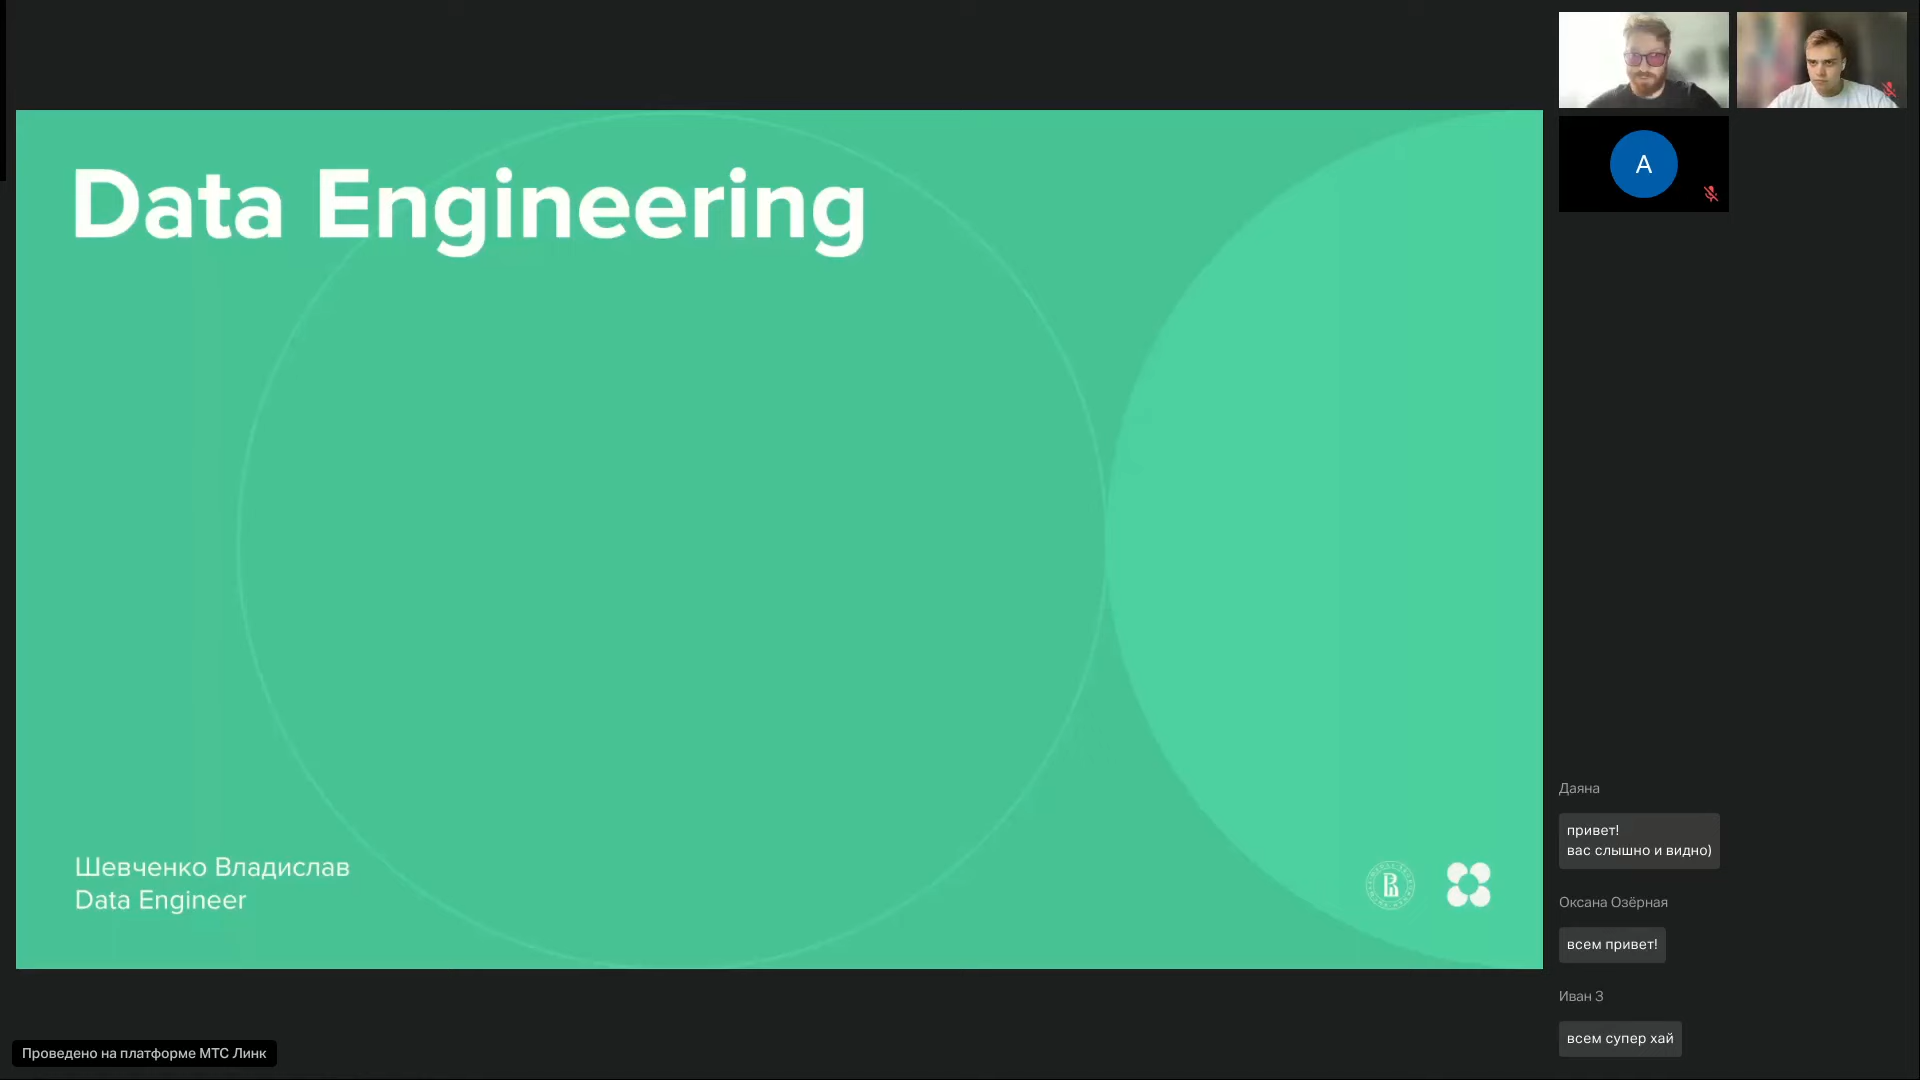 Data Engineering
Шевченко Владислав
Data Engineer
A
Даяна
привет!
вас слышно и видно)
Оксана Озёрная
всем привет!
Иван З
всем супер хай
Проведено на платформе МТС Линк